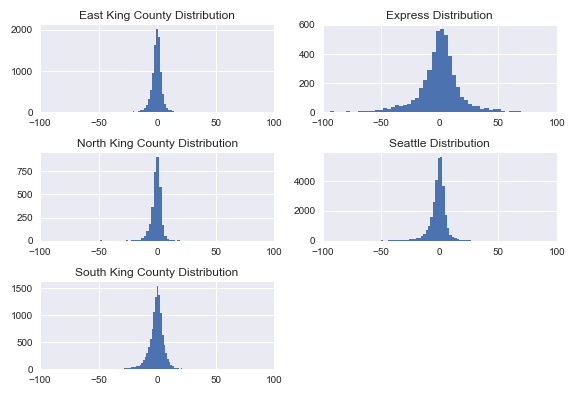 East King County Distribution
2000
1000
0
−100 −50 0 50 100
Express Distribution
600
400
200
0
−100 −50 0 50 100
North King County Distribution
750
500
250
0
−100 −50 0 50 100
Seattle Distribution
4000
2000
0
−100 −50 0 50 100
South King County Distribution
1500
1000
500
0
−100 −50 0 50 100